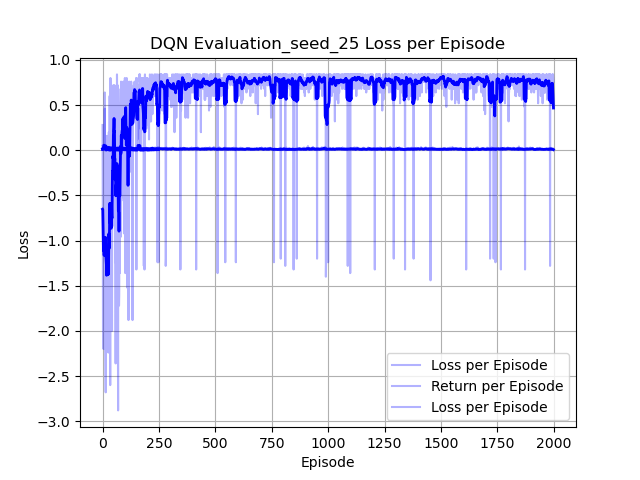 DQN Evaluation_seed_25 Loss per Episode
1.0
0.5
0.0
−0.5
−1.0
−1.5
−2.0
−2.5
−3.0
Loss
Loss per Episode
Return per Episode
Loss per Episode
0 250 500 750 1000 1250 1500 1750 2000
Episode